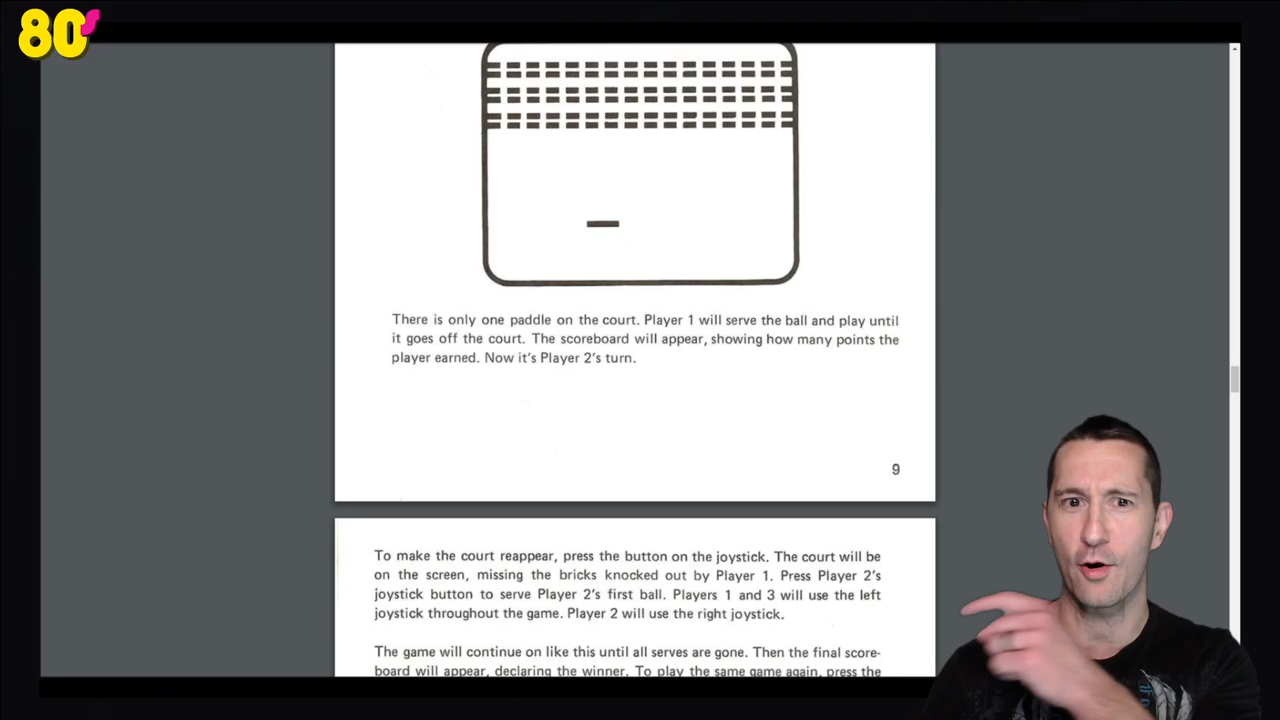 80s
There is only one paddle on the court. Player 1 will serve the ball and play until
it goes off the court. The scoreboard will appear, showing how many points the
player earned. Now it's Player 2's turn.
9
To make the court reappear, press the button on the joystick. The court will be
on the screen, missing the bricks knocked out by Player 1. Press Player 2's
joystick button to serve Player 2's first ball. Players 1 and 3 will use the left
joystick throughout the game. Player 2 will use the right joystick.
The game will continue on like this until all serves are gone. Then the final score-
board will appear, declaring the winner. To play the same game again, press the